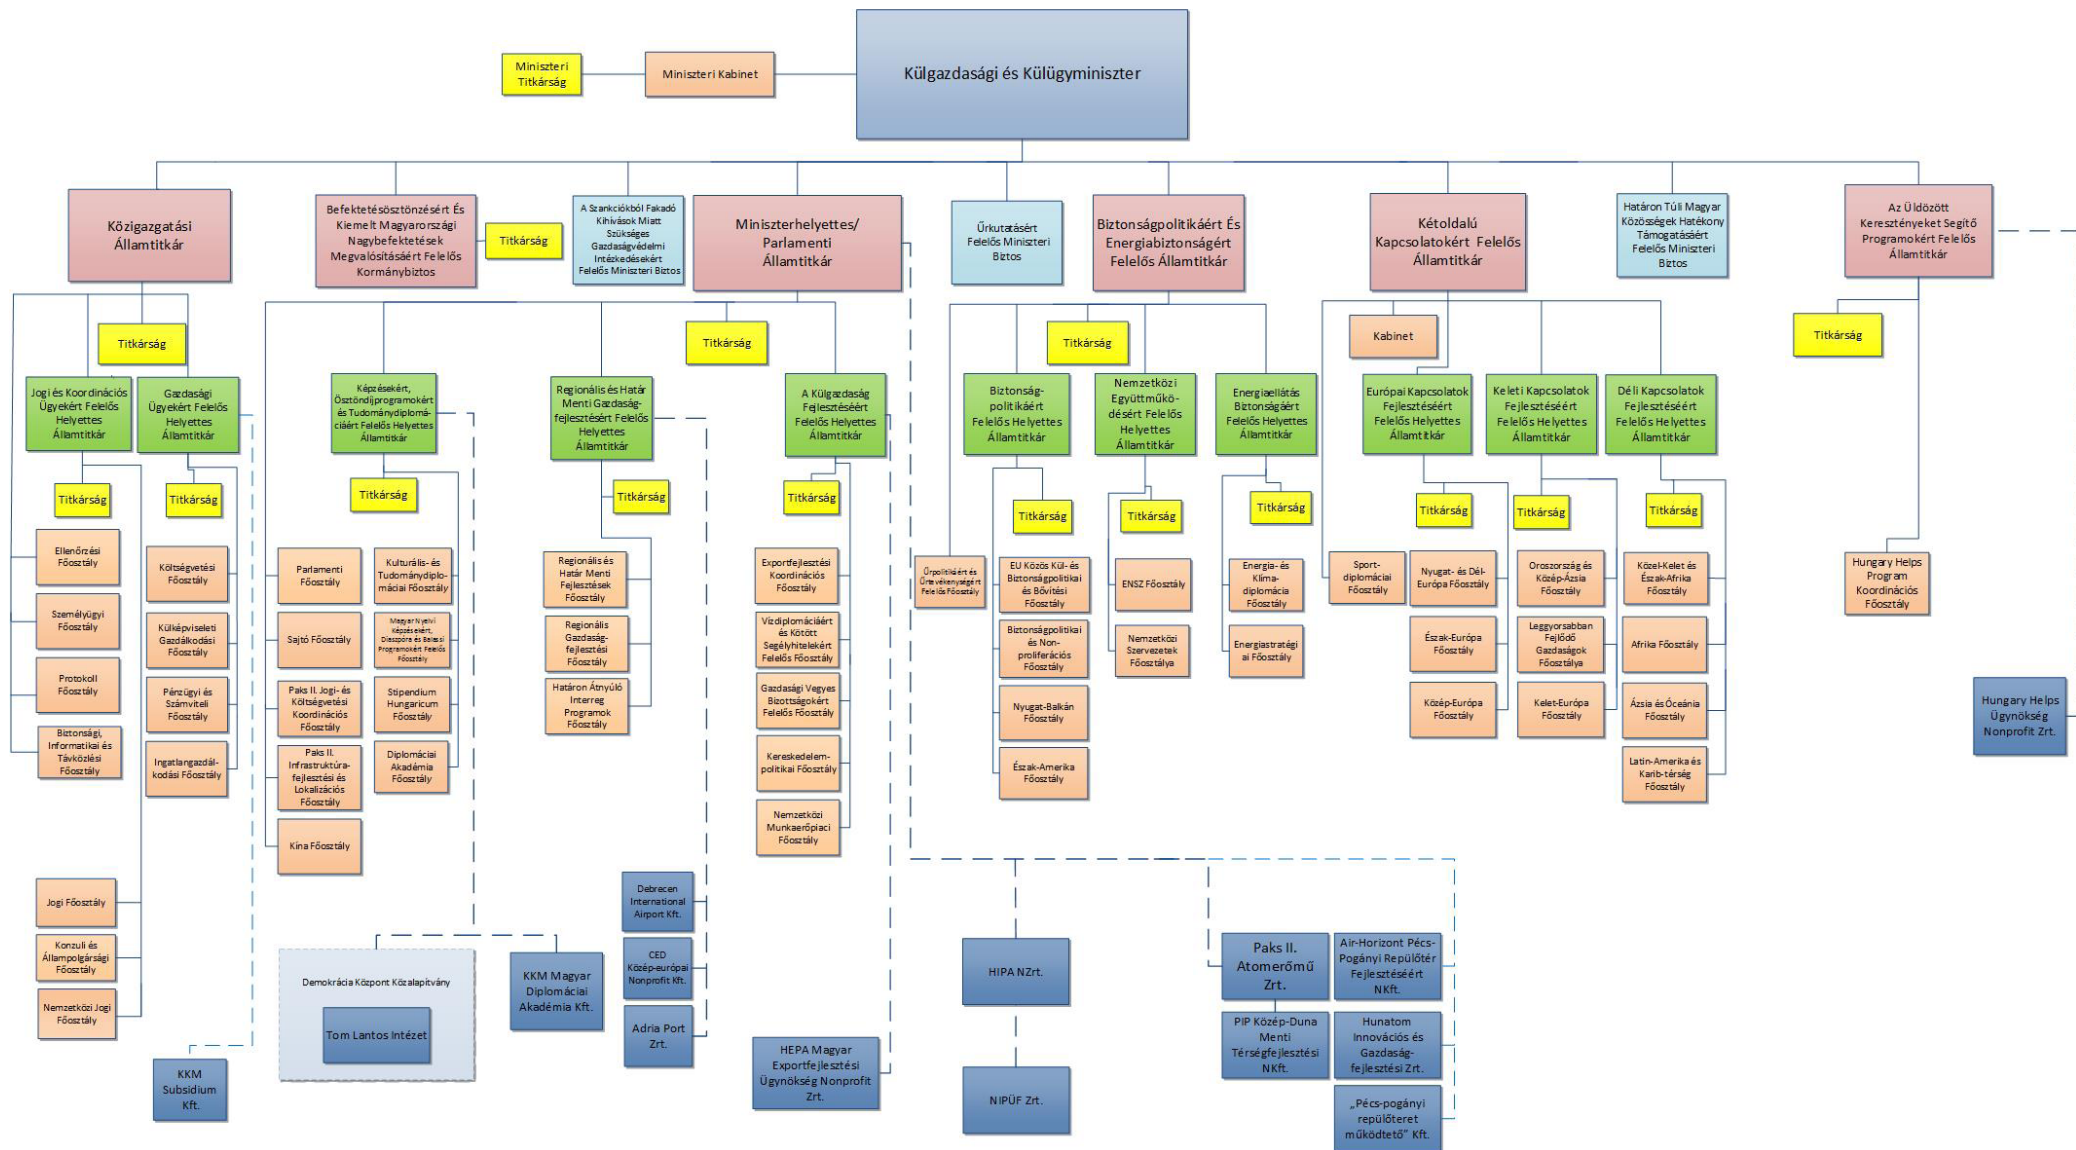 Miniszteri
Titkárság
Miniszteri Kabinet
Külgazdasági és Külügyminiszter
Közigazgatási
Államtitkár
Befektetésösztönzésért És
Kiemelt Magyarországi
Nagybefektetések
Megvalósításáért Felelős
Kormánybiztos
Titkárság
A Szankciókból Fakadó
Kihívások Miatt
Szükséges
Gazdaságvédelmi
Intézkedésekért
Felelős Miniszteri Biztos
Miniszterhelyettes/
Parlamenti
Államtitkár
Űrkutatásért
Felelős Miniszteri
Biztos
Biztonságpolitikáért És
Energiabiztonságért
Felelős Államtitkár
Kétoldalú
Kapcsolatokért Felelős
Államtitkár
Határon Túli Magyar
Közösségek Hatékony
Támogatásáért
Felelős Miniszteri
Biztos
Az Üldözött
Keresztényeket Segítő
Programokért Felelős
Államtitkár
Titkárság
Titkárság
Titkárság
Kabinet
Titkárság
Jogi és Koordinációs
Ügyekért Felelős
Helyettes
Államtitkár
Gazdasági
Ügyekért Felelős
Helyettes
Államtitkár
Képzésekért,
Ösztöndíjprogramokért
és Tudománydiplomá-
ciáért Felelős Helyettes
Államtitkár
Regionális és Határ
Menti Gazdaság-
fejlesztésért Felelős
Helyettes
Államtitkár
A Külgazdaság
Fejlesztéséért
Felelős Helyettes
Államtitkár
Biztonság-
politikáért
Felelős Helyettes
Államtitkár
Nemzetközi
Együttműkö-
désért Felelős
Helyettes
Államtitkár
Energiaellátás
Biztonságáért
Felelős Helyettes
Államtitkár
Európai Kapcsolatok
Fejlesztéséért
Felelős Helyettes
Államtitkár
Keleti Kapcsolatok
Fejlesztéséért
Felelős Helyettes
Államtitkár
Déli Kapcsolatok
Fejlesztéséért
Felelős Helyettes
Államtitkár
Titkárság
Titkárság
Titkárság
Titkárság
Titkárság
Titkárság
Titkárság
Titkárság
Titkárság
Titkárság
Titkárság
Ellenőrzési
Főosztály
Személyügyi
Főosztály
Protokoll
Főosztály
Biztonsági,
Informatikai és
Távközlési
Főosztály
Jogi Főosztály
Konzuli és
Állampolgársági
Főosztály
Nemzetközi Jogi
Főosztály
Költségvetési
Főosztály
Külképviseleti
Gazdálkodási
Főosztály
Pénzügyi és
Számviteli
Főosztály
Ingatlangazdál-
kodási Főosztály
KKM
Subsidium
Kft.
Parlamenti
Főosztály
Sajtó Főosztály
Paks II. Jogi- és
Költségvetési
Koordinációs
Főosztály
Paks II.
Infrastruktúra-
fejlesztési és
Lokalizációs
Főosztály
Kína Főosztály
Kulturális- és
Tudománydiplo-
máciai Főosztály
Magyar Nyelvi
Képzésekért,
Diaszpóra és Balassi
Programokért Felelős
Főosztály
Stipendium
Hungaricum
Főosztály
Diplomáciai
Akadémia
Főosztály
Demokrácia Központ Közalapítvány
Tom Lantos Intézet
KKM Magyar
Diplomáciai
Akadémia Kft.
Regionális és
Határ Menti
Fejlesztések
Főosztály
Regionális
Gazdaság-
fejlesztési
Főosztály
Határon Átnyúló
Interreg
Programok
Főosztály
Debrecen
International
Airport Kft.
CED
Közép-európai
Nonprofit Kft.
Adria Port
Zrt.
Exportfejlesztési
Koordinációs
Főosztály
Vízdiplomáciáért
és Kötött
Segélyhitelekért
Felelős Főosztály
Gazdasági Vegyes
Bizottságokért
Felelős Főosztály
Kereskedelem-
politikai Főosztály
Nemzetközi
Munkaerőpiaci
Főosztály
HEPA Magyar
Exportfejlesztési
Ügynökség Nonprofit
Zrt.
Űrpolitikáért és
Űrtevékenységért
Felelős Főosztály
EU Közös Kül- és
Biztonságpolitikai
és Bővítési
Főosztály
Biztonságpolitikai
és Non-
proliferációs
Főosztály
Nyugat-Balkán
Főosztály
Észak-Amerika
Főosztály
ENSZ Főosztály
Nemzetközi
Szervezetek
Főosztálya
Energia- és
Klíma-
diplomácia
Főosztály
Energiastratégi
ai Főosztály
HIPA NZrt.
NIPÜF Zrt.
Paks II.
Atomerőmű
Zrt.
PIP Közép-Duna
Menti
Térségfejlesztési
NKft.
Air-Horizont Pécs-
Pogányi Repülőtér
Fejlesztéséért
NKft.
Hunatom
Innovációs és
Gazdaság-
fejlesztési Zrt.
„Pécs-pogányi
repülőteret
működtető” Kft.
Sport-
diplomáciai
Főosztály
Nyugat- és Dél-
Európa Főosztály
Észak-Európa
Főosztály
Közép-Európa
Főosztály
Oroszország és
Közép-Ázsia
Főosztály
Leggyorsabban
Fejlődő
Gazdaságok
Főosztálya
Kelet-Európa
Főosztály
Közel-Kelet és
Észak-Afrika
Főosztály
Afrika Főosztály
Ázsia és Óceánia
Főosztály
Latin-Amerika és
Karib-térség
Főosztály
Hungary Helps
Program
Koordinációs
Főosztály
Hungary Helps
Ügynökség
Nonprofit Zrt.